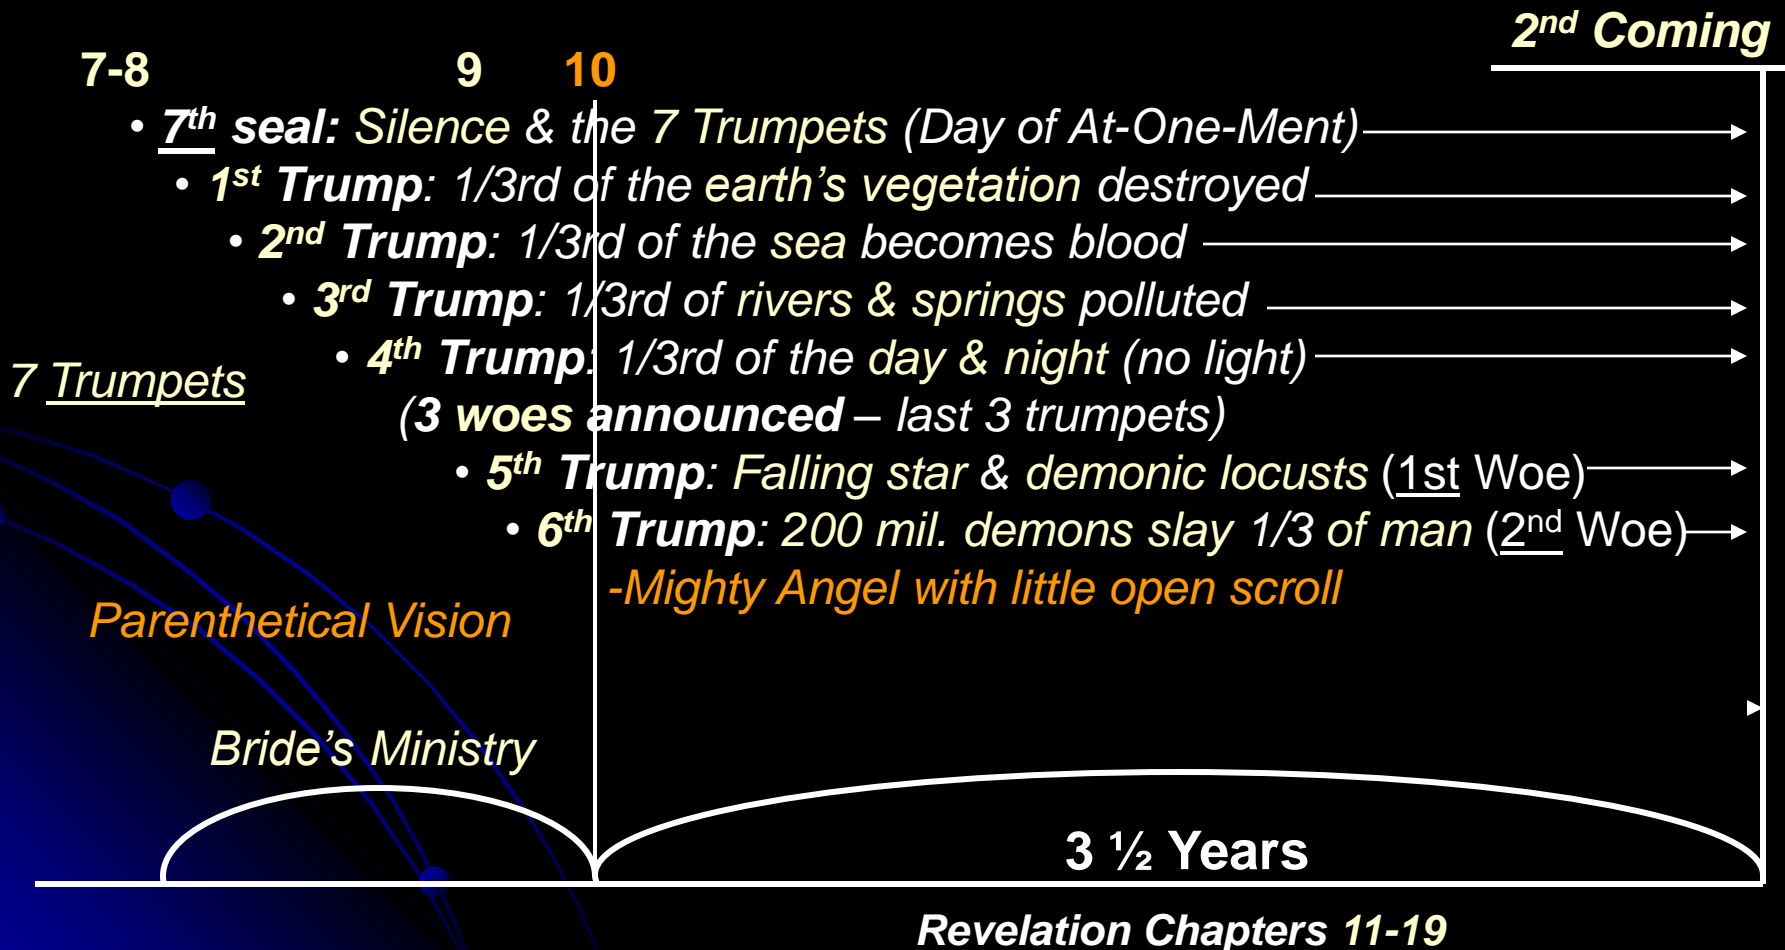 2nd Coming
7-8 9 10
• 7th seal: Silence & the 7 Trumpets (Day of At-One-Ment)
• 1st Trump: 1/3rd of the earth’s vegetation destroyed
• 2nd Trump: 1/3rd of the sea becomes blood
• 3rd Trump: 1/3rd of rivers & springs polluted
• 4th Trump: 1/3rd of the day & night (no light)
7 Trumpets
(3 woes announced – last 3 trumpets)
• 5th Trump: Falling star & demonic locusts (1st Woe)
• 6th Trump: 200 mil. demons slay 1/3 of man (2nd Woe)
-Mighty Angel with little open scroll
Parenthetical Vision
Bride’s Ministry
3 ½ Years
Revelation Chapters 11-19